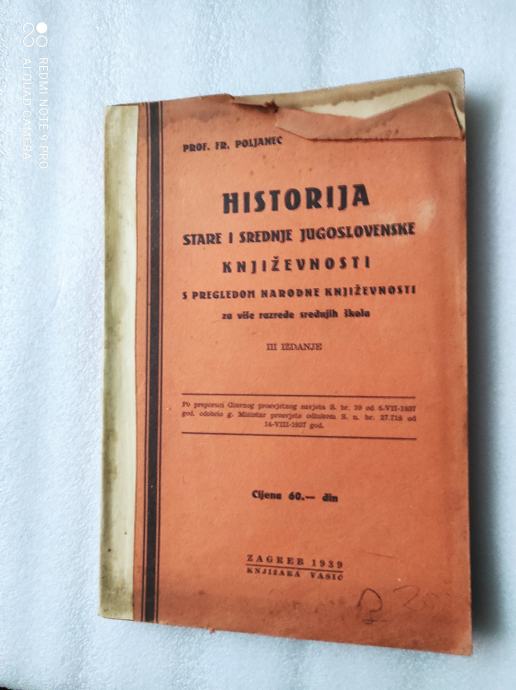 REDMI NOTE 9 PRO
AI QUAD CAMERA
PROF. FR. POLJANEC
HISTORIJA
STARE I SREDNJE JUGOSLOVENSKE
KNJIŽEVNOSTI
S PREGLEDOM NARODNE KNJIŽEVNOSTI
za više razrede srednjih škola
III IZDANJE
Po preporuci Glavnog prosvjetnog savjeta S. br. 39 od 6-VII-1937
god. odobrio g. Ministar prosvjete odlukom S. n. br. 27.718 od
14-VIII-1937 god.
Cijena 60.— din
ZAGREB 1939
KNJIŽARA VASIĆ